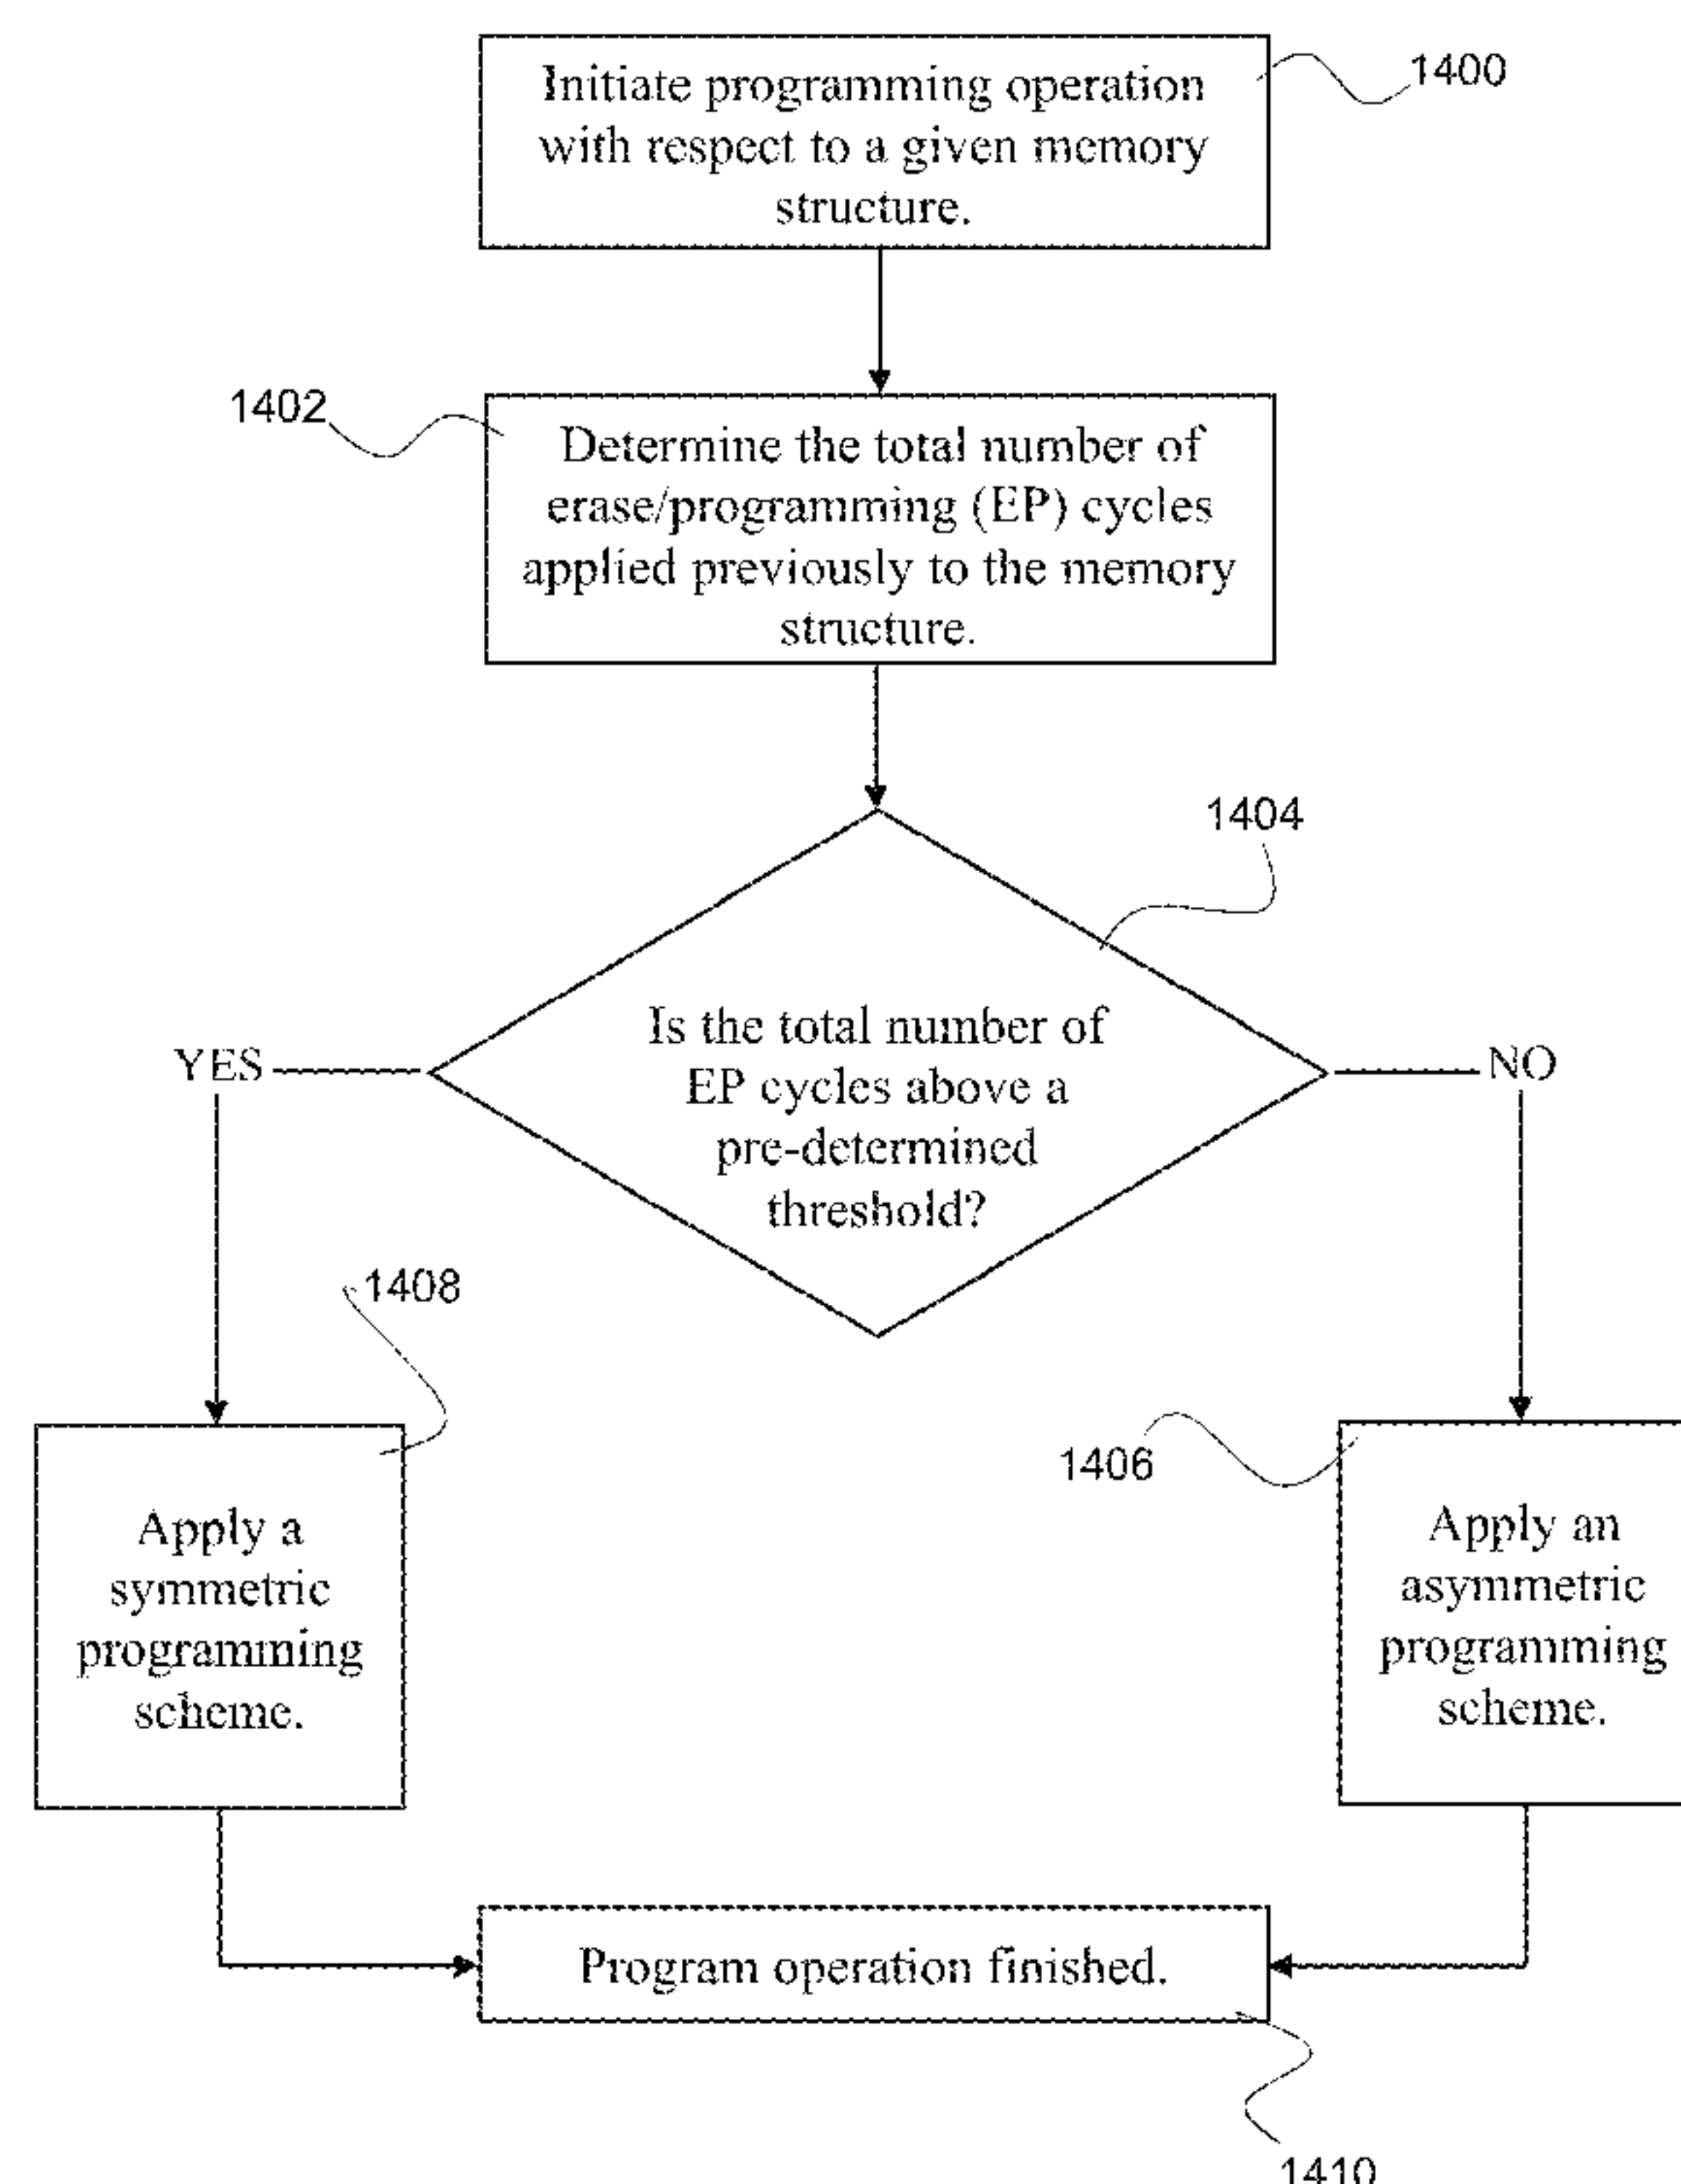 Initiate programming operation
with respect to a given memory
structure.
1400
1402
Determine the total number of
erase/programming (EP) cycles
applied previously to the memory
structure.
1404
Is the total number of
EP cycles above a
pre-determined
threshold?
YES
NO
1408
1406
Apply a
symmetric
programming
scheme.
Apply an
asymmetric
programming
scheme.
Program operation finished.
1410